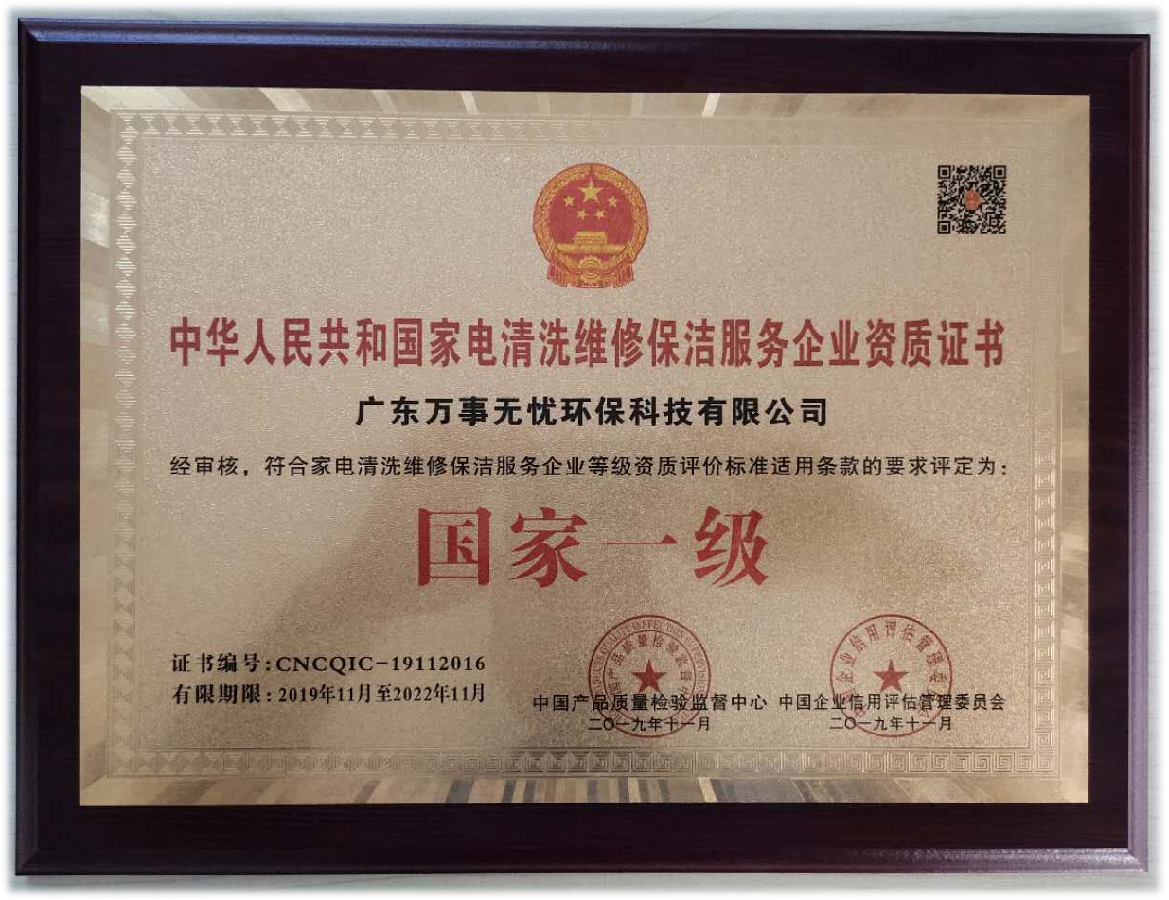 中华人民共和国家电清洗维修保洁服务企业资质证书
广东万事无忧环保科技有限公司
经审核，符合家电清洗维修保洁服务企业等级资质评价标准适用条款的要求评定为：
国家一级
证书编号：CNCQIC-19112016
有限期限：2019年11月至2022年11月
中国产品质量检验监督中心
二〇一九年十一月
中国企业信用评估管理委员会
二〇一九年十一月